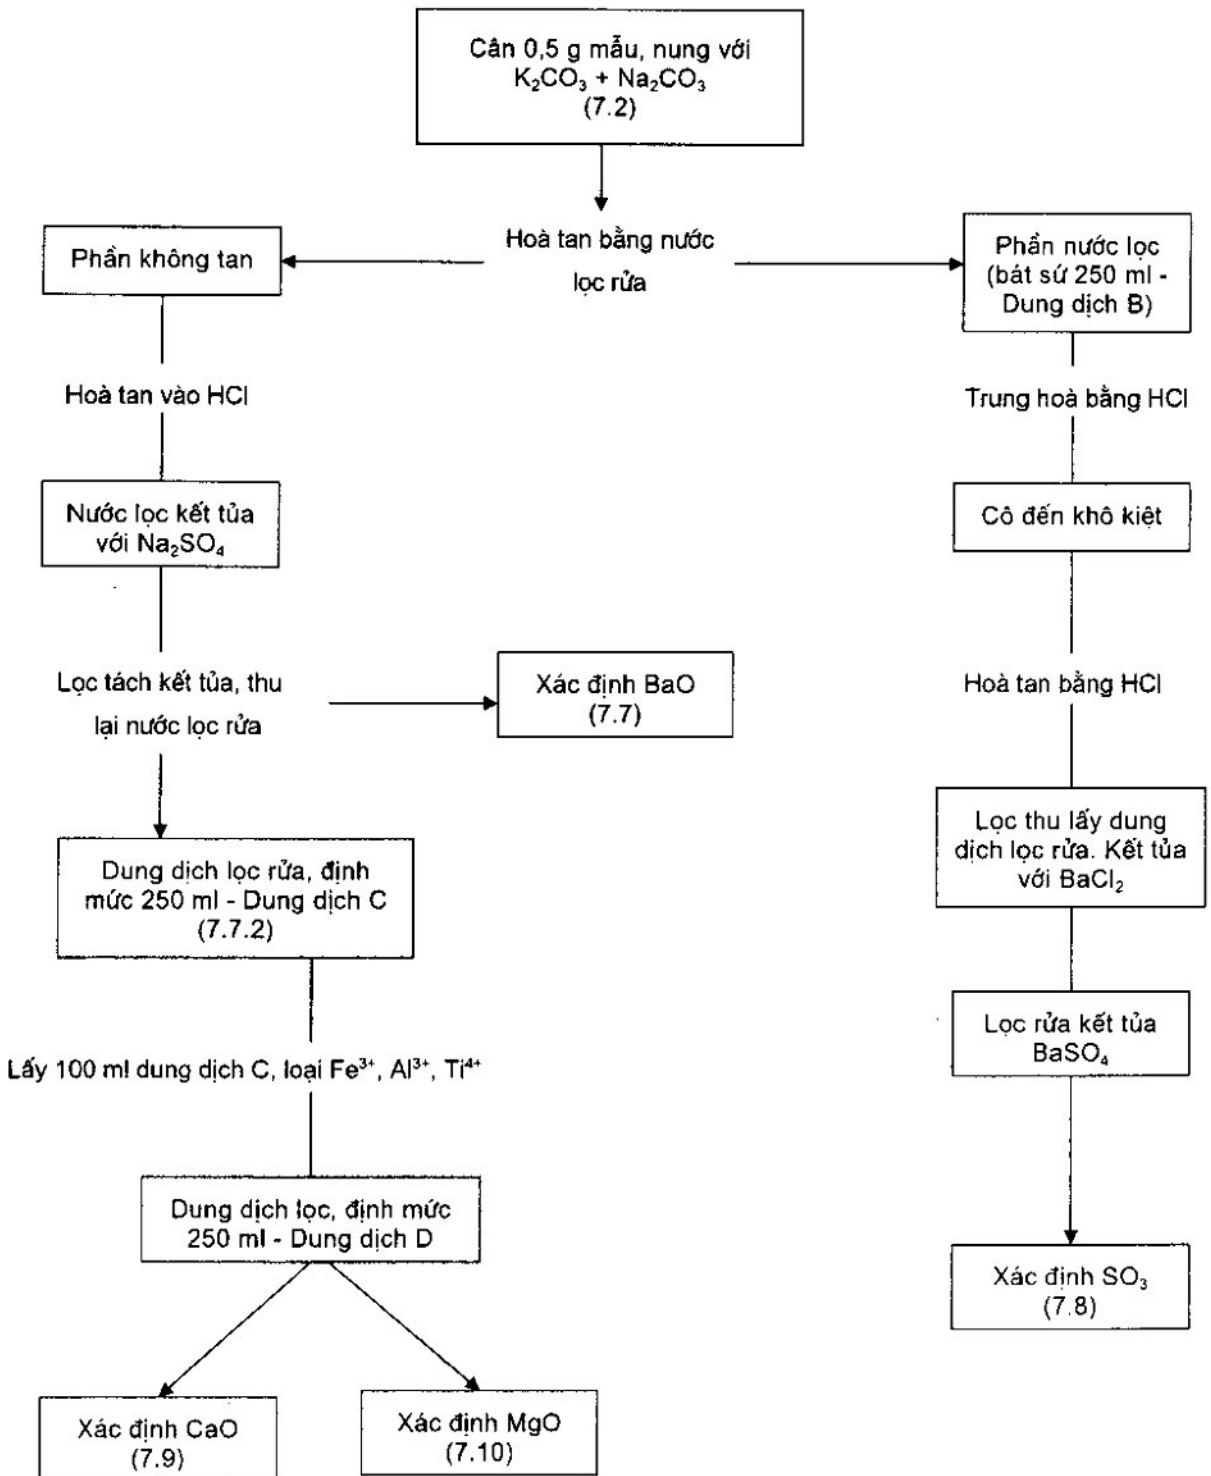 Cân 0,5 g mẫu, nung với
K₂CO₃ + Na₂CO₃
(7.2)
Hoà tan bằng nước
lọc rửa
Phần không tan
Phần nước lọc
(bát sứ 250 ml -
Dung dịch B)
Hoà tan vào HCl
Trung hoà bằng HCl
Nước lọc kết tủa
với Na₂SO₄
Cô đến khô kiệt
Lọc tách kết tủa, thu
lại nước lọc rửa
Xác định BaO
(7.7)
Hoà tan bằng HCl
Dung dịch lọc rửa, định
mức 250 ml - Dung dịch C
(7.7.2)
Lọc thu lấy dung
dịch lọc rửa. Kết tủa
với BaCl₂
Lấy 100 ml dung dịch C, loại Fe³⁺, Al³⁺, Ti⁴⁺
Lọc rửa kết tủa
BaSO₄
Dung dịch lọc, định mức
250 ml - Dung dịch D
Xác định SO₃
(7.8)
Xác định CaO
(7.9)
Xác định MgO
(7.10)